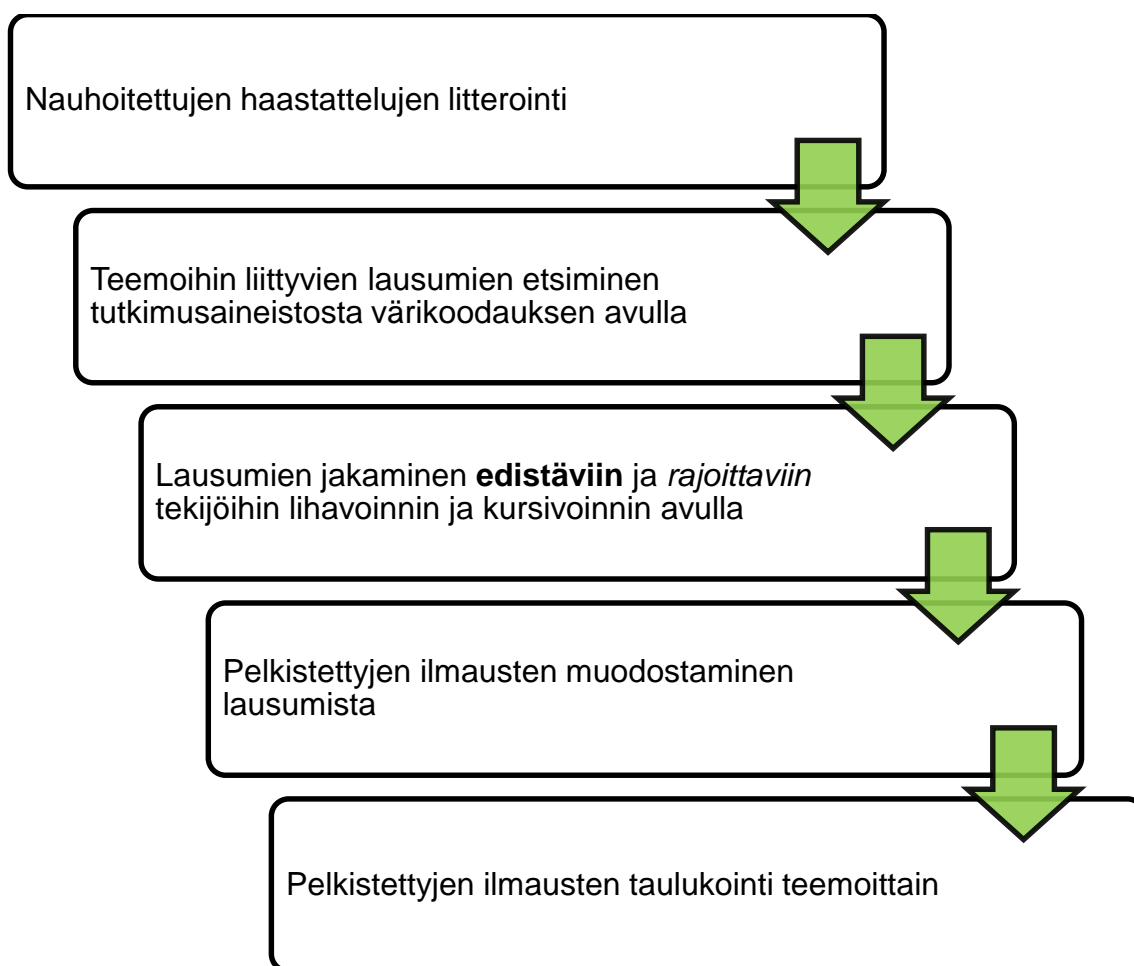 Nauhoitettujen haastattelujen litterointi
Teemoihin liittyvien lausumien etsiminen
tutkimusaineistosta värikoodauksen avulla
Lausumien jakaminen edistäviin ja rajoittaviin
tekijöihin lihavoinnin ja kursivoinnin avulla
Pelkistettyjen ilmausten muodostaminen
lausumista
Pelkistettyjen ilmausten taulukointi teemoittain